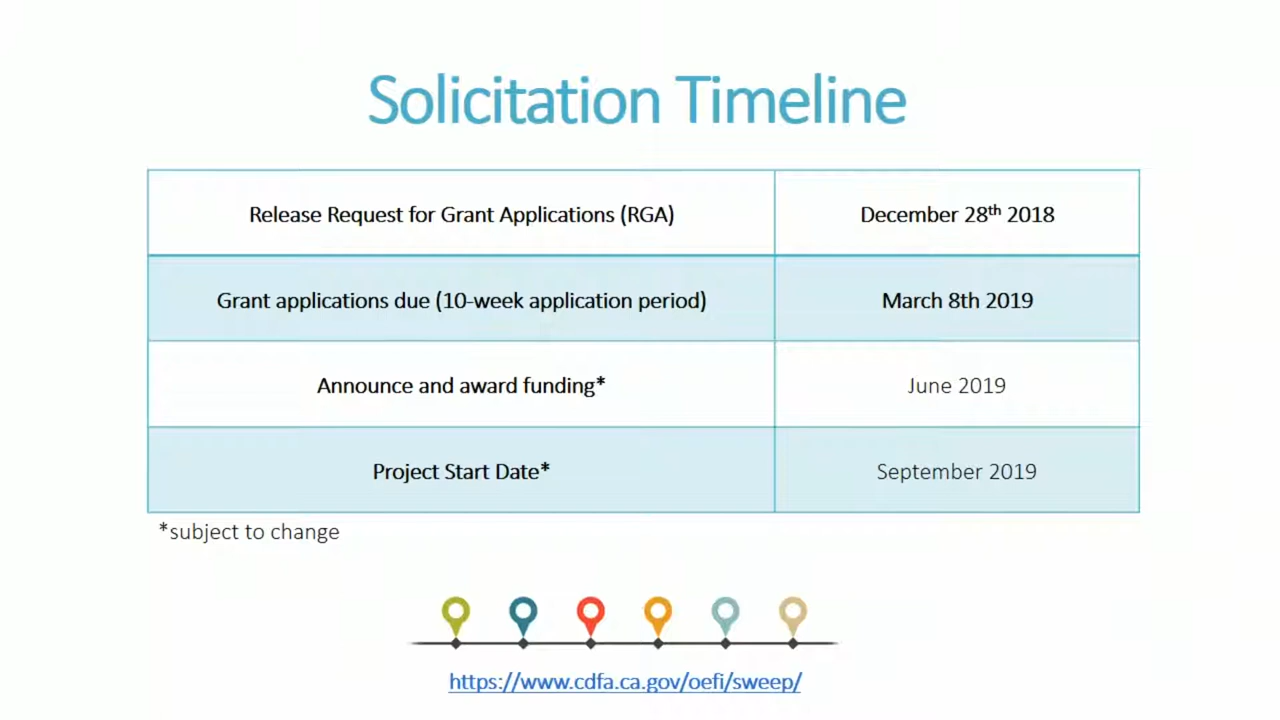 Solicitation Timeline
Release Request for Grant Applications (RGA)
December 28th 2018
Grant applications due (10-week application period)
March 8th 2019
Announce and award funding*
June 2019
Project Start Date*
September 2019
*subject to change
https://www.cdfa.ca.gov/oefi/sweep/